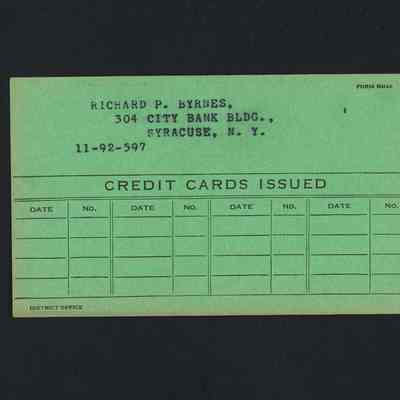 RICHARD P. BYRNES,
304 CITY BANK BLDG.,
SYRACUSE, N. Y.
11-92-597
CREDIT CARDS ISSUED
DATE NO. DATE NO. DATE NO. DATE NO.
DISTRICT OFFICE